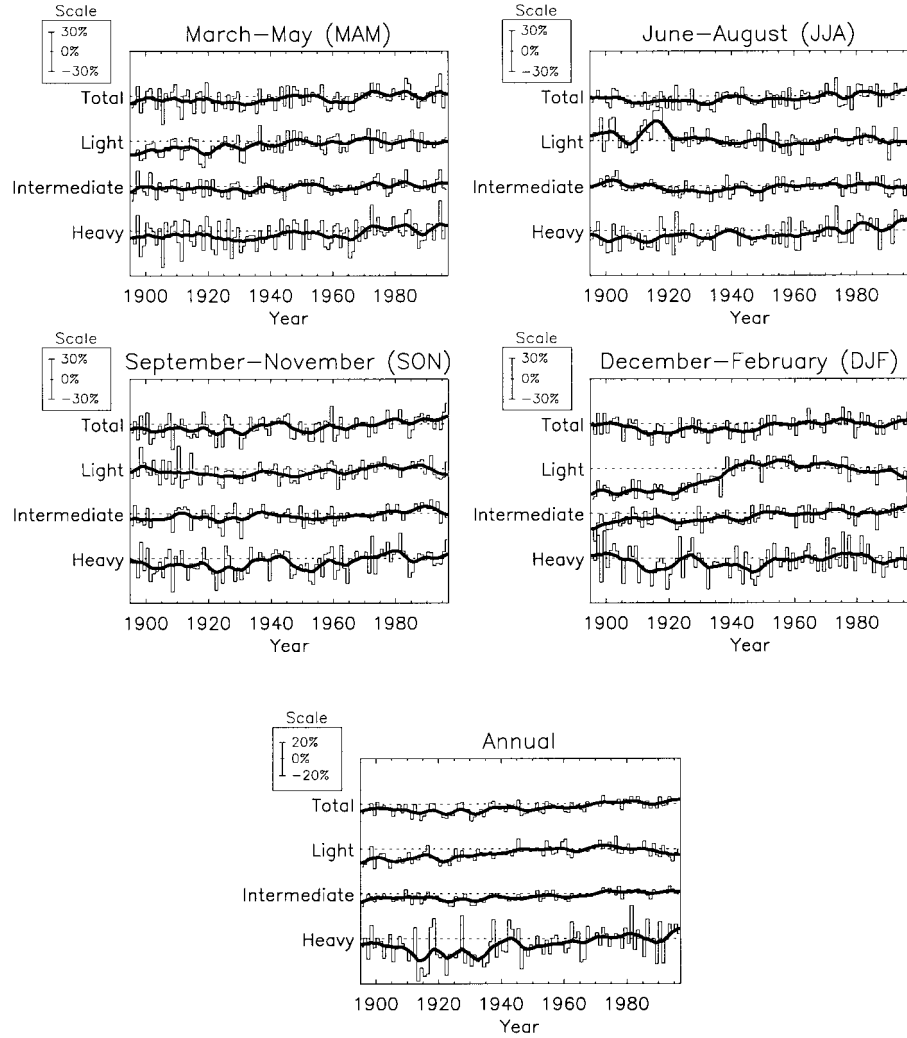 Scale
30%
0%
−30%
March−May (MAM)
Total
Light
Intermediate
Heavy
1900 1920 1940 1960 1980
Year
Scale
30%
0%
−30%
June−August (JJA)
Total
Light
Intermediate
Heavy
1900 1920 1940 1960 1980
Year
Scale
30%
0%
−30%
September−November (SON)
Total
Light
Intermediate
Heavy
1900 1920 1940 1960 1980
Year
Scale
30%
0%
−30%
December−February (DJF)
Total
Light
Intermediate
Heavy
1900 1920 1940 1960 1980
Year
Scale
20%
0%
−20%
Annual
Total
Light
Intermediate
Heavy
1900 1920 1940 1960 1980
Year